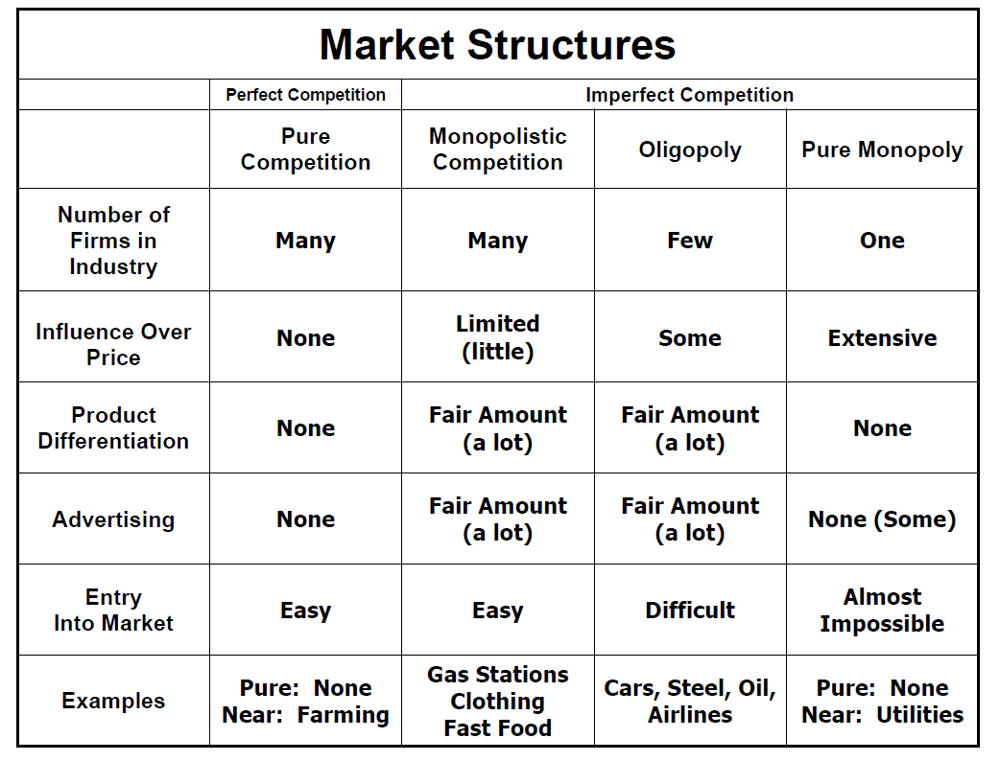 Market Structures
Perfect Competition
Imperfect Competition
Pure
Competition
Monopolistic
Competition
Oligopoly
Pure Monopoly
Number of
Firms in
Industry
Many
Many
Few
One
Influence Over
Price
None
Limited
(little)
Some
Extensive
Product
Differentiation
None
Fair Amount
(a lot)
Fair Amount
(a lot)
None
Advertising
None
Fair Amount
(a lot)
Fair Amount
(a lot)
None (Some)
Entry
Into Market
Easy
Easy
Difficult
Almost
Impossible
Examples
Pure: None
Near: Farming
Gas Stations
Clothing
Fast Food
Cars, Steel, Oil,
Airlines
Pure: None
Near: Utilities